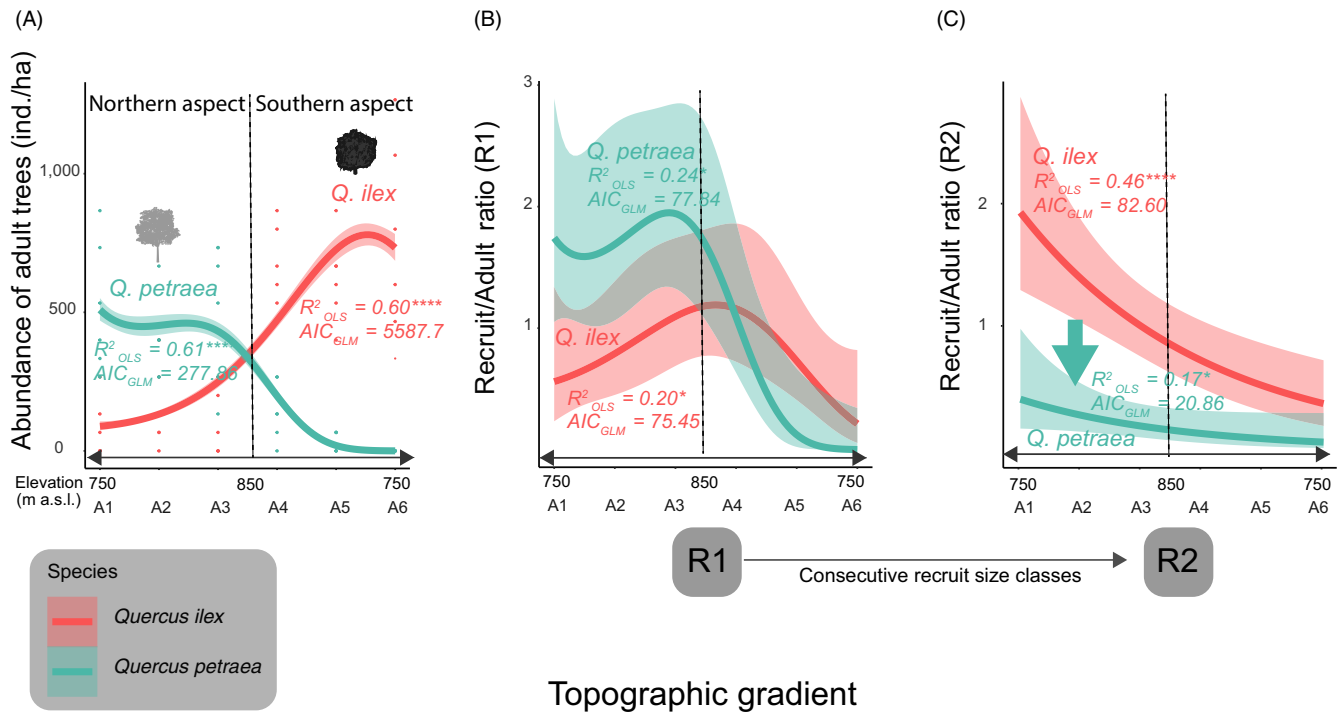 (A)
Abundance of adult trees (ind./ha)
1,000
500
0
Northern aspect
Southern aspect
Q. ilex
Q. petraea
R²OLS = 0.60****
AICGLM = 5587.7
R²OLS = 0.61****
AICGLM = 277.86
Elevation
(m a.s.l.)
750
850
750
A1
A2
A3
A4
A5
A6
(B)
Recruit/Adult ratio (R1)
3
2
1
Q. petraea
R²OLS = 0.24*
AICGLM = 77.84
Q. ilex
R²OLS = 0.20*
AICGLM = 75.45
750
850
750
A1
A2
A3
A4
A5
A6
(C)
Recruit/Adult ratio (R2)
2
1
Q. ilex
R²OLS = 0.46****
AICGLM = 82.60
R²OLS = 0.17*
AICGLM = 20.86
Q. petraea
750
850
750
A1
A2
A3
A4
A5
A6
R1
Consecutive recruit size classes
R2
Species
Quercus ilex
Quercus petraea
Topographic gradient